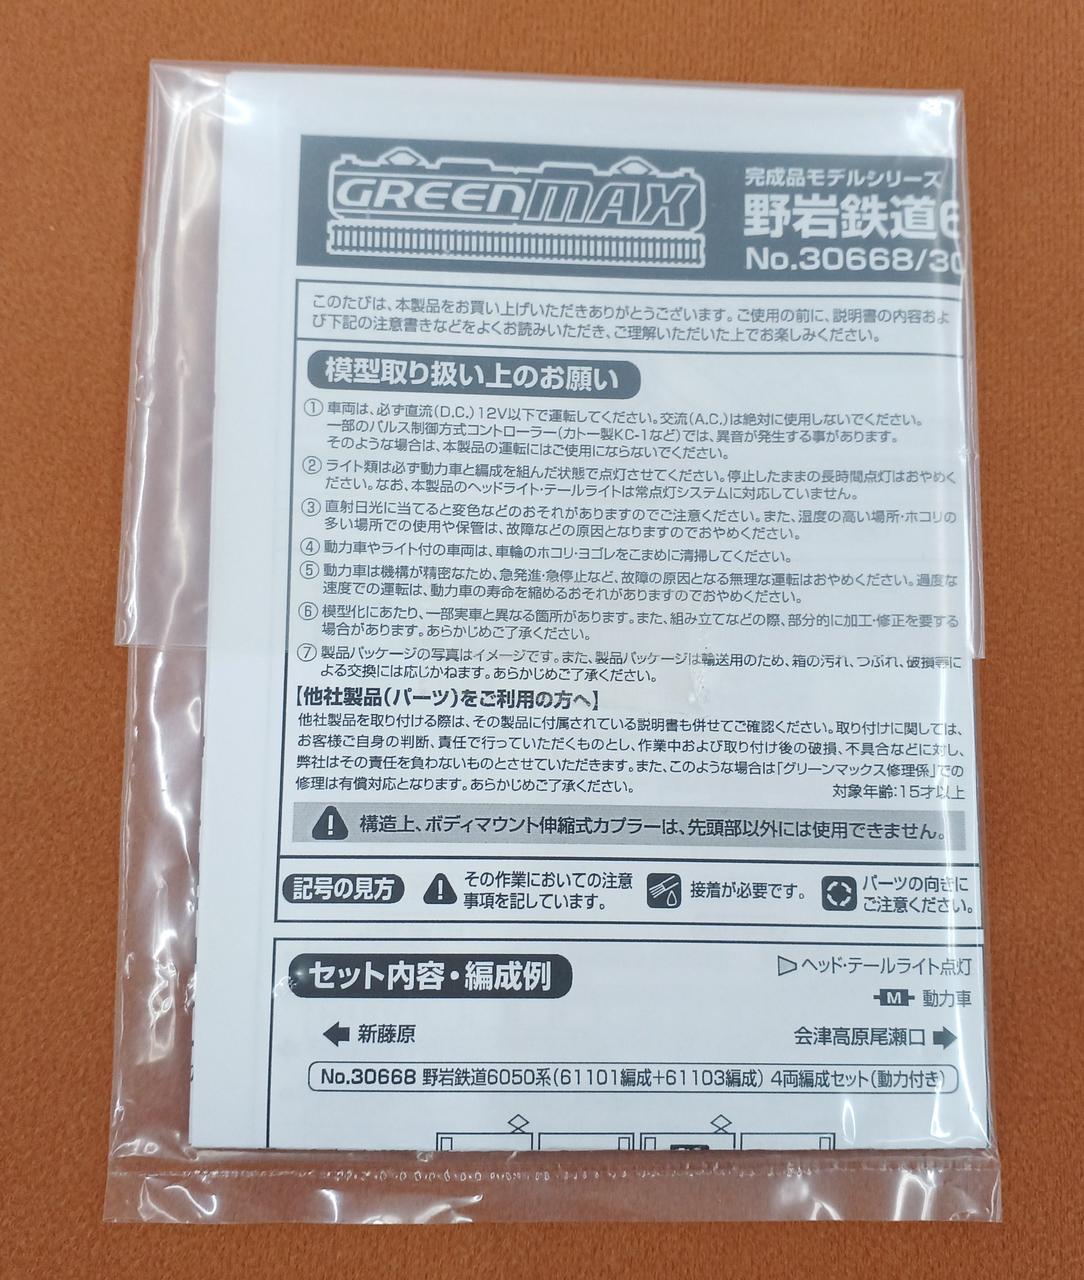 GREENMAX
完成品モデルシリーズ
野岩鉄道6
No.30668/30
このたびは、本製品をお買い上げいただきありがとうございます。ご使用の前に、説明書の内容およ
び下記の注意書きなどをよくお読みいただき、ご理解いただいた上でお楽しみください。
模型取り扱い上のお願い
① 車両は、必ず直流(D.C.)12V以下で運転してください。交流(A.C.)は絶対に使用しないでください。
一部のパルス制御方式コントローラー(カトー製KC-1など)では、異音が発生する事があります。
そのような場合は、本製品の運転にはご使用にならないでください。
② ライト類は必ず動力車と編成を組んだ状態で点灯させてください。停止したままの長時間点灯はおやめく
ださい。なお、本製品のヘッドライト・テールライトは常点灯システムに対応していません。
③ 直射日光に当てると変色などのおそれがありますのでご注意ください。また、湿度の高い場所・ホコリの
多い場所での使用や保管は、故障などの原因となりますのでおやめください。
④ 動力車やライト付の車両は、車輪のホコリ・ヨゴレをこまめに清掃してください。
⑤ 動力車は機構が精密なため、急発進・急停止など、故障の原因となる無理な運転はおやめください。過度な
速度での運転は、動力車の寿命を縮めるおそれがありますのでおやめください。
⑥ 模型化にあたり、一部実車と異なる箇所があります。また、組み立てなどの際、部分的に加工・修正を要する
場合があります。あらかじめご了承ください。
⑦ 製品パッケージの写真はイメージです。また、製品パッケージは輸送用のため、箱の汚れ、つぶれ、破損等に
よる交換には応じかねます。あらかじめご了承ください。
【他社製品(パーツ)をご利用の方へ】
他社製品を取り付ける際は、その製品に付属されている説明書も併せてご確認ください。取り付けに関しては、
お客様ご自身の判断、責任で行っていただくものとし、作業中および取り付け後の破損、不具合などに対し、
弊社はその責任を負わないものとさせていただきます。また、このような場合は「グリーンマックス修理係」での
修理は有償対応となります。あらかじめご了承ください。
対象年齢:15才以上
構造上、ボディマウント伸縮式カプラーは、先頭部以外には使用できません。
記号の見方
その作業においての注意
事項を記しています。
接着が必要です。
パーツの向きに
ご注意ください。
セット内容・編成例
ヘッド・テールライト点灯
M 動力車
新藤原
会津高原尾瀬口
No.30668 野岩鉄道6050系(61101編成+61103編成) 4両編成セット(動力付き)